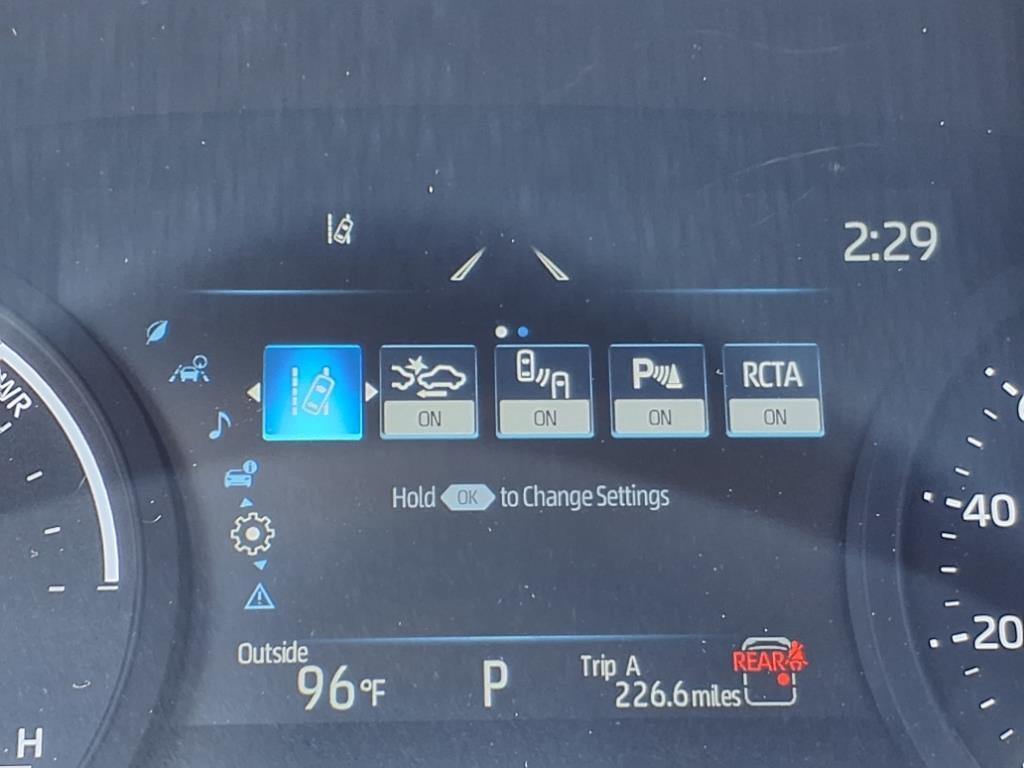 2:29
PWR
RCTA
P
ON
ON
ON
ON
Hold OK to Change Settings
40
20
Outside
96°F
P
Trip A
226.6 miles
REAR
H